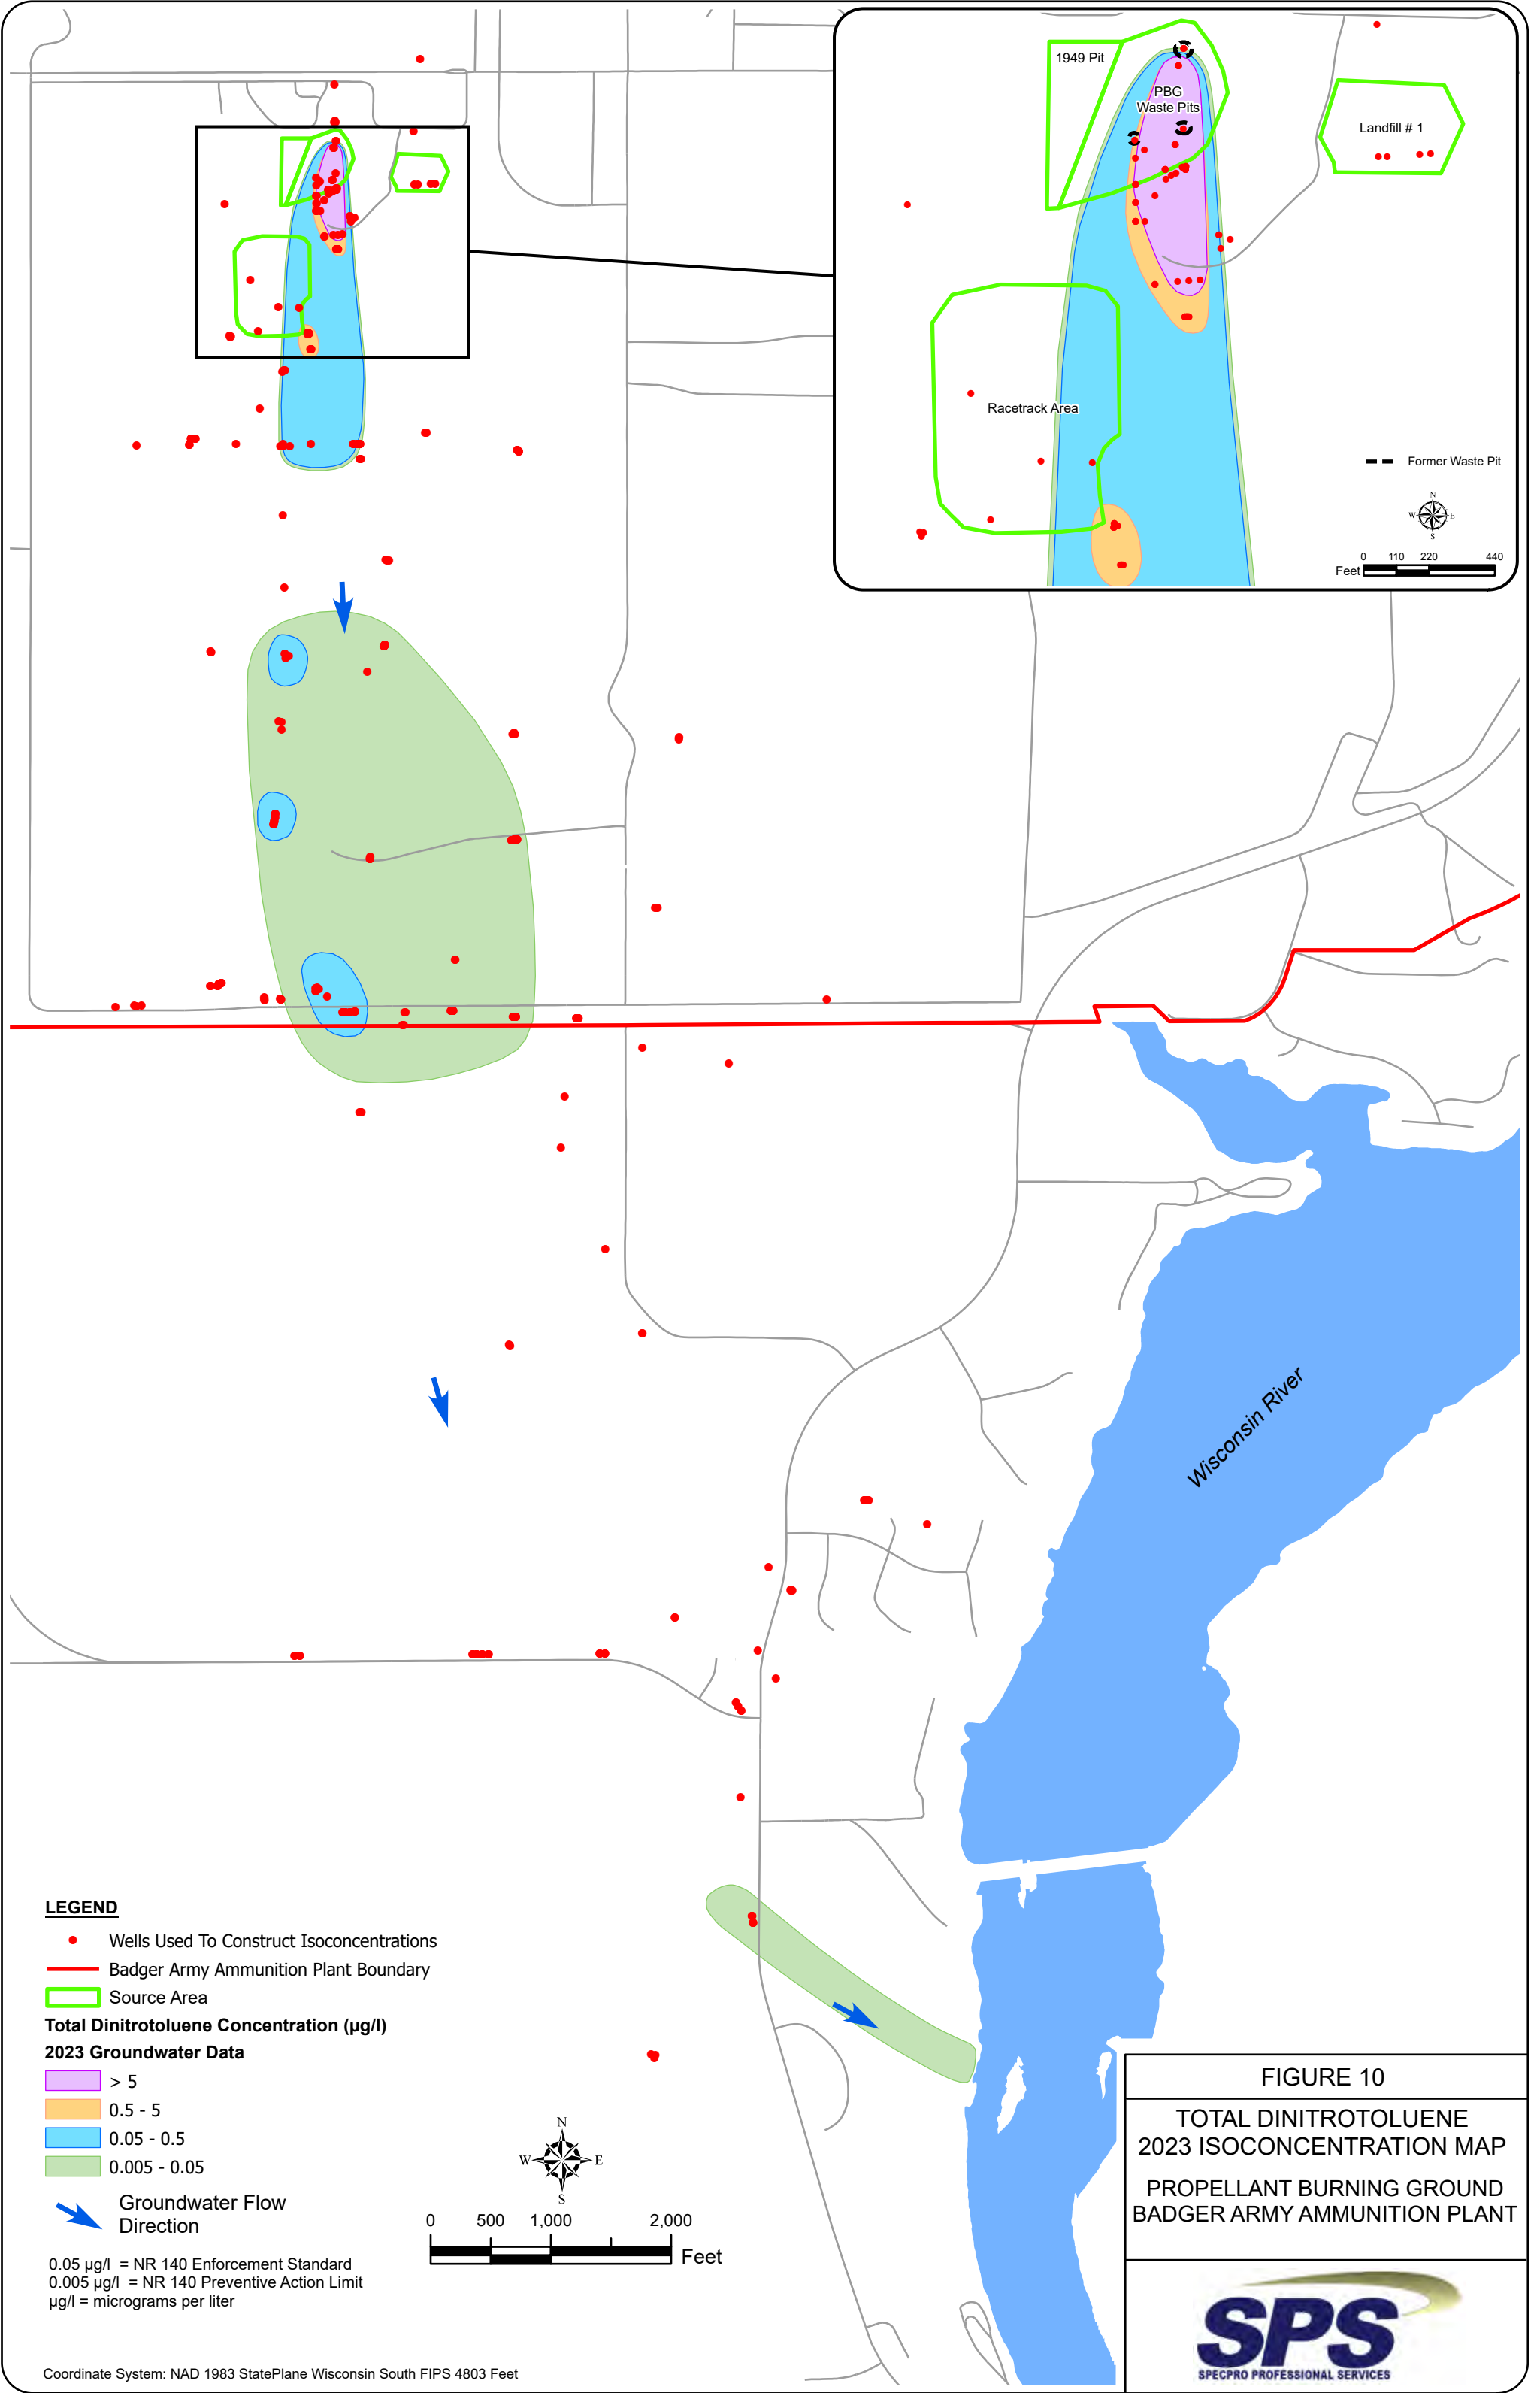 1949 Pit
PBG
Waste Pits
Landfill # 1
Racetrack Area
Former Waste Pit
N
W E
S
0 110 220 440
Feet
Wisconsin River
LEGEND
Wells Used To Construct Isoconcentrations
Badger Army Ammunition Plant Boundary
Source Area
Total Dinitrotoluene Concentration (µg/l)
2023 Groundwater Data
> 5
0.5 - 5
0.05 - 0.5
0.005 - 0.05
Groundwater Flow
Direction
0.05 µg/l = NR 140 Enforcement Standard
0.005 µg/l = NR 140 Preventive Action Limit
µg/l = micrograms per liter
N
W E
S
0 500 1,000 2,000
Feet
Coordinate System: NAD 1983 StatePlane Wisconsin South FIPS 4803 Feet
FIGURE 10
TOTAL DINITROTOLUENE
2023 ISOCONCENTRATION MAP
PROPELLANT BURNING GROUND
BADGER ARMY AMMUNITION PLANT
SPS
SPECPRO PROFESSIONAL SERVICES